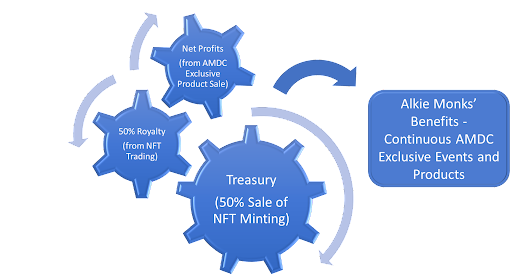 Net Profits
(from AMDC
Exclusive
Product Sale)
50% Royalty
(from NFT
Trading)
Treasury
(50% Sale of
NFT Minting)
Alkie Monks'
Benefits -
Continuous AMDC
Exclusive Events and
Products